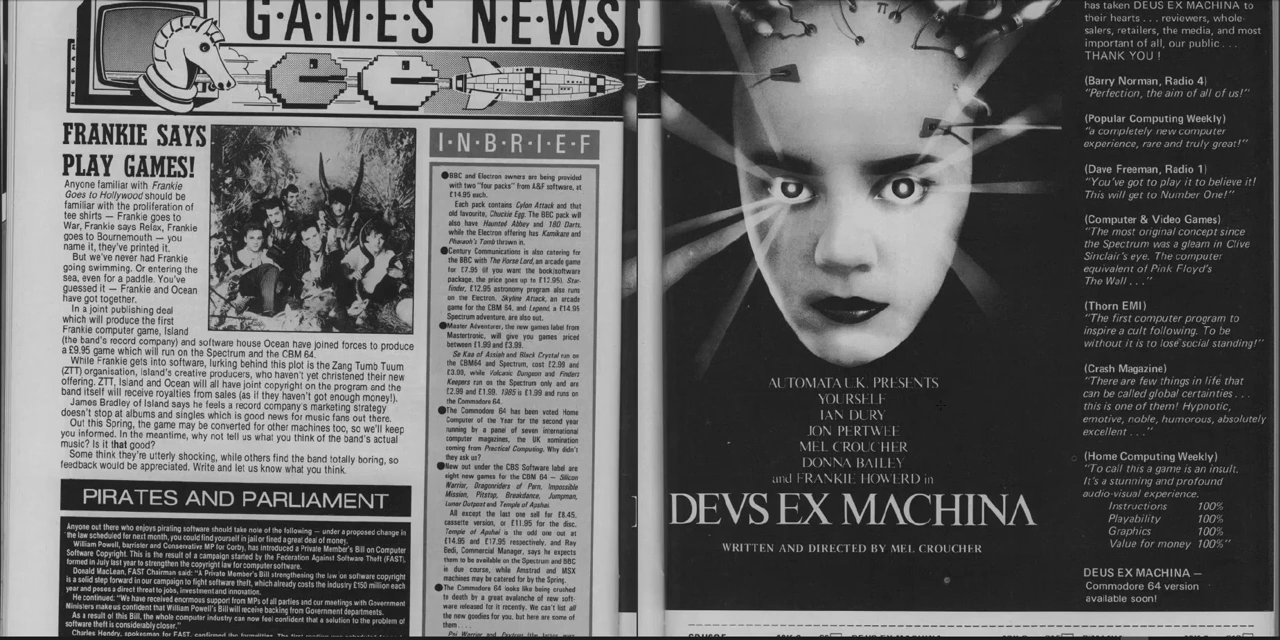 G·A·M·E·S NEWS
FRANKIE SAYS
PLAY GAMES!
Anyone familiar with Frankie
Goes to Hollywood should be
familiar with the proliferation of
tee shirts — Frankie goes to
War, Frankie says Relax, Frankie
goes to Bournemouth — you
name it, they've printed it.
But we've never had Frankie
going swimming. Or entering the
sea, even for a paddle. You've
guessed it — Frankie and Ocean
have got together.
In a joint publishing deal
which will produce the first
Frankie computer game, Island
(the band's record company) and software house Ocean have joined forces to produce
a £9.95 game which will run on the Spectrum and the CBM 64.
While Frankie gets into software, lurking behind this plot is the Zang Tumb Tuum
(ZTT) organisation, Island's creative producers, who haven't yet christened their new
offering. ZTT, Island and Ocean will all have joint copyright on the program and the
band itself will receive royalties from sales (as if they haven't got enough money!).
James Bradley of Island says he feels a record company's marketing strategy
doesn't stop at albums and singles which is good news for music fans out there.
Out this Spring, the game may be converted for other machines too, so we'll keep
you informed. In the meantime, why not tell us what you think of the band's actual
music? Is it that good?
Some think they're utterly shocking, while others find the band totally boring, so
feedback would be appreciated. Write and let us know what you think.
PIRATES AND PARLIAMENT
Anyone out there who enjoys pirating software should take note of the following — under a proposed change in
the law scheduled for next month, you could find yourself in jail or fined a great deal of money.
William Powell, barrister and Conservative MP for Corby, has introduced a Private Member's Bill on Computer
Software Copyright. This is the result of a campaign started by the Federation Against Software Theft (FAST),
formed in July last year to strengthen the copyright law for computer software.
Donald MacLean, FAST Chairman said: "A Private Member's Bill strengthening the law on software copyright
is a solid step forward in our campaign to fight software theft, which already costs the industry £150 million each
year and poses a direct threat to jobs, investment and innovation.
He continued: "We have received enormous support from MPs of all parties and our meetings with Government
Ministers make us confident that William Powell's Bill will receive backing from Government departments.
As a result of this Bill, the whole computer industry can now feel confident that a solution to the problem of
software theft is considerably closer."
Charles Hendry, spokesman for FAST, confirmed the
I·N·B·R·I·E·F
●BBC and Electron owners are being provided
with two "four packs" from A&F software, at
£14.95 each.
Each pack contains Cylon Attack and that
old favourite, Chuckie Egg. The BBC pack will
also have Haunted Abbey and 180 Darts,
while the Electron offering has Kamikaze and
Pharaoh's Tomb thrown in.
●Century Communications is also catering for
the BBC with The Horse Lord, an arcade game
for £7.95 (if you want the book/software
package, the price goes up to £12.95). Star-
finder, £12.95 astronomy program also runs
on the Electron. Skyline Attack, an arcade
game for the CBM 64, and Legend, a £14.95
Spectrum adventure, are also out.
●Master Adventurer, the new games label from
Mastertronic, will give you games priced
between £1.99 and £3.99.
Se Kaa of Assiah and Black Crystal run on
the CBM64 and Spectrum, cost £2.99 and
£3.99, while Volcanic Dungeon and Finders
Keepers run on the Spectrum only and are
£2.99 and £1.99. 1985 is £1.99 and runs on
the Commodore 64.
●The Commodore 64 has been voted Home
Computer of the Year for the second year
running by a panel of seven international
computer magazines, the UK nomination
coming from Practical Computing. Why didn't
they ask us?
●New out under the CBS Software label are
eight new games for the CBM 64 — Silicon
Warrior, Dragonriders of Pern, Impossible
Mission, Pitstop, Breakdance, Jumpman,
Lunar Outpost and Temple of Apshai.
All except the last one sell for £8.45,
cassette version, or £11.95 for the disc.
Temple of Apshai is the odd one out at
£14.95 and £17.95 respectively, and Ray
Bedi, Commercial Manager, says he expects
them to be available on the Spectrum and BBC
in due course, while Amstrad and MSX
machines may be catered for by the Spring.
●The Commodore 64 looks like being crushed
to death by a great avalanche of new soft-
ware released for it recently. We can't list all
the new goodies for you, but here are some of
them . . . .
AUTOMATA U.K. PRESENTS
YOURSELF
IAN DURY
JON PERTWEE
MEL CROUCHER
DONNA BAILEY
and FRANKIE HOWERD in
DEVS EX MACHINA
WRITTEN AND DIRECTED BY MEL CROUCHER
has taken DEUS EX MACHINA to
their hearts . . . reviewers, whole-
salers, retailers, the media, and most
important of all, our public . . .
THANK YOU !
(Barry Norman, Radio 4)
"Perfection, the aim of all of us!"
(Popular Computing Weekly)
"a completely new computer
experience, rare and truly great!"
(Dave Freeman, Radio 1)
"You've got to play it to believe it!
This will get to Number One!"
(Computer & Video Games)
"The most original concept since
the Spectrum was a gleam in Clive
Sinclair's eye. The computer
equivalent of Pink Floyd's
The Wall . . ."
(Thorn EMI)
"The first computer program to
inspire a cult following. To be
without it is to lose social standing!"
(Crash Magazine)
"There are few things in life that
can be called global certainties . . .
this is one of them! Hypnotic,
emotive, noble, humorous, absolutely
excellent . . ."
(Home Computing Weekly)
"To call this a game is an insult.
It's a stunning and profound
audio-visual experience.
Instructions 100%
Playability 100%
Graphics 100%
Value for money 100%"
DEUS EX MACHINA —
Commodore 64 version
available soon!